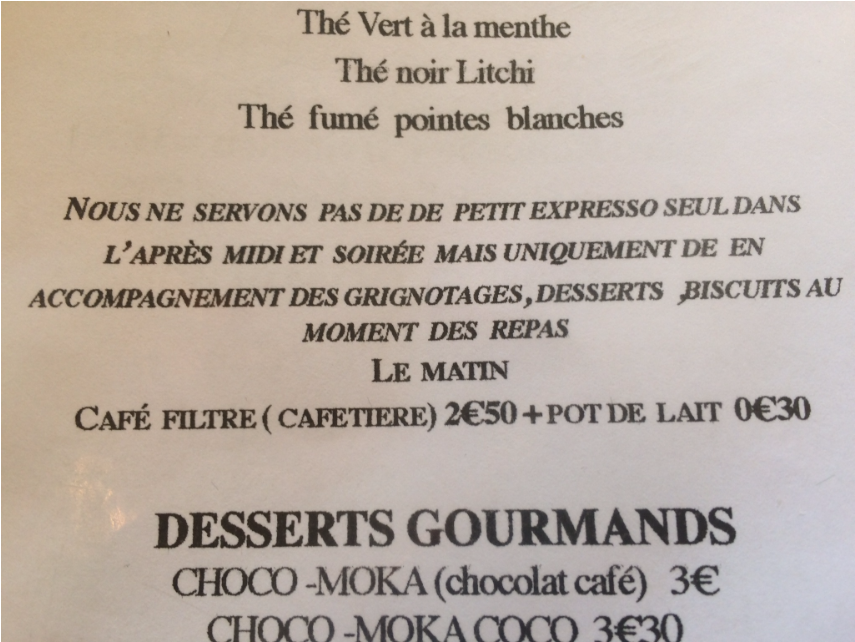 Thé Vert à la menthe
Thé noir Litchi
Thé fumé pointes blanches
NOUS NE SERVONS PAS DE DE PETIT EXPRESSO SEUL DANS
L'APRÈS MIDI ET SOIRÉE MAIS UNIQUEMENT DE EN
ACCOMPAGNEMENT DES GRIGNOTAGES, DESSERTS ,BISCUITS AU
MOMENT DES REPAS
LE MATIN
CAFÉ FILTRE ( CAFETIERE) 2€50 + POT DE LAIT 0€30
DESSERTS GOURMANDS
CHOCO -MOKA (chocolat café) 3€
CHOCO -MOKA COCO 3€30